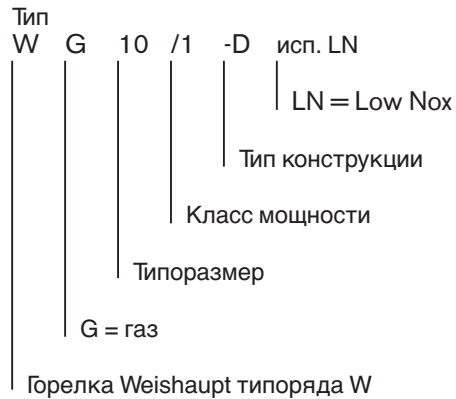 Тип
W G 10 /1 -D исп. LN
LN = Low Nox
Тип конструкции
Класс мощности
Типоразмер
G = газ
Горелка Weishaupt типоряда W